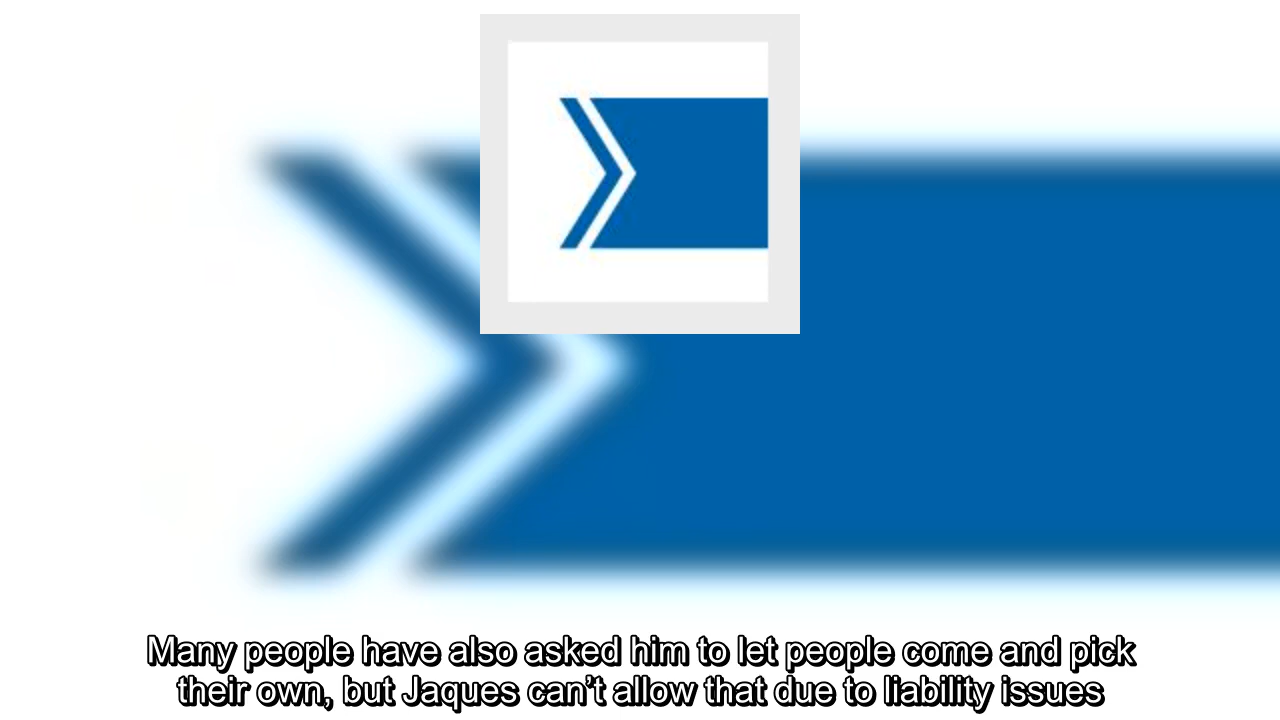 Many people have also asked him to let people come and pick
their own, but Jaques can't allow that due to liability issues